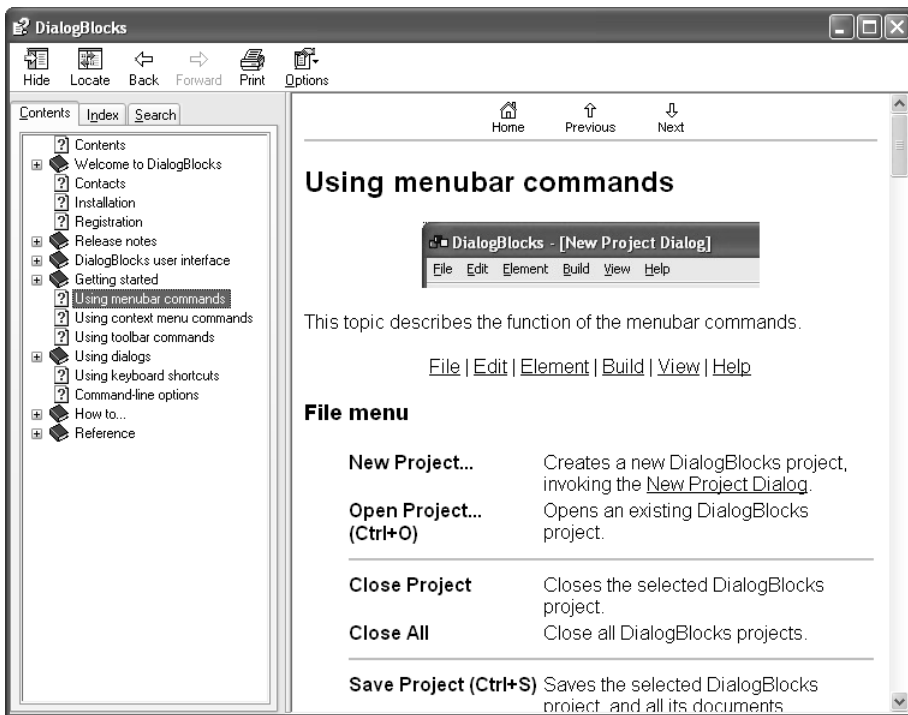 DialogBlocks
Hide Locate Back Forward Print Options
Contents Index Search
Contents
Welcome to DialogBlocks
Contacts
Installation
Registration
Release notes
DialogBlocks user interface
Getting started
Using menubar commands
Using context menu commands
Using toolbar commands
Using dialogs
Using keyboard shortcuts
Command-line options
How to...
Reference
Home Previous Next
Using menubar commands
DialogBlocks - [New Project Dialog]
File Edit Element Build View Help
This topic describes the function of the menubar commands.
File | Edit | Element | Build | View | Help
File menu
New Project... Creates a new DialogBlocks project,
invoking the New Project Dialog.
Open Project... Opens an existing DialogBlocks
(Ctrl+O) project.
Close Project Closes the selected DialogBlocks
project.
Close All Close all DialogBlocks projects.
Save Project (Ctrl+S) Saves the selected DialogBlocks
project, and all its documents